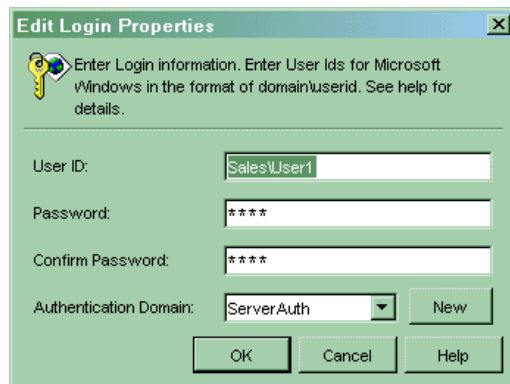 Edit Login Properties
Enter Login information. Enter User Ids for Microsoft
Windows in the format of domain\userid. See help for
details.
User ID:
Sales\User1
Password:
****
Confirm Password:
****
Authentication Domain:
ServerAuth
New
OK
Cancel
Help